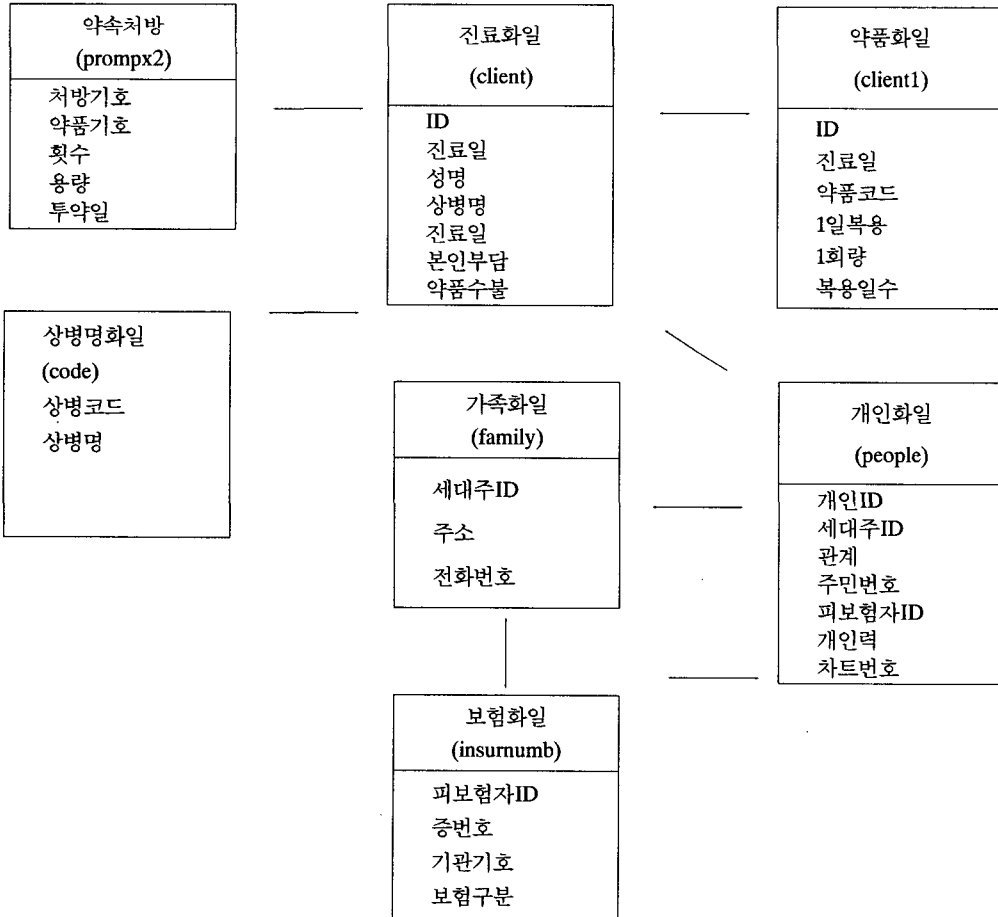 약속처방
(prompx2)
처방기호
약품기호
횟수
용량
투약일
진료화일
(client)
ID
진료일
성명
상병명
진료일
본인부담
약품수불
약품화일
(client1)
ID
진료일
약품코드
1일복용
1회량
복용일수
상병명화일
(code)
상병코드
상병명
가족화일
(family)
세대주ID
주소
전화번호
개인화일
(people)
개인ID
세대주ID
관계
주민번호
피보험자ID
개인력
차트번호
보험화일
(insurnumb)
피보험자ID
증번호
기관기호
보험구분